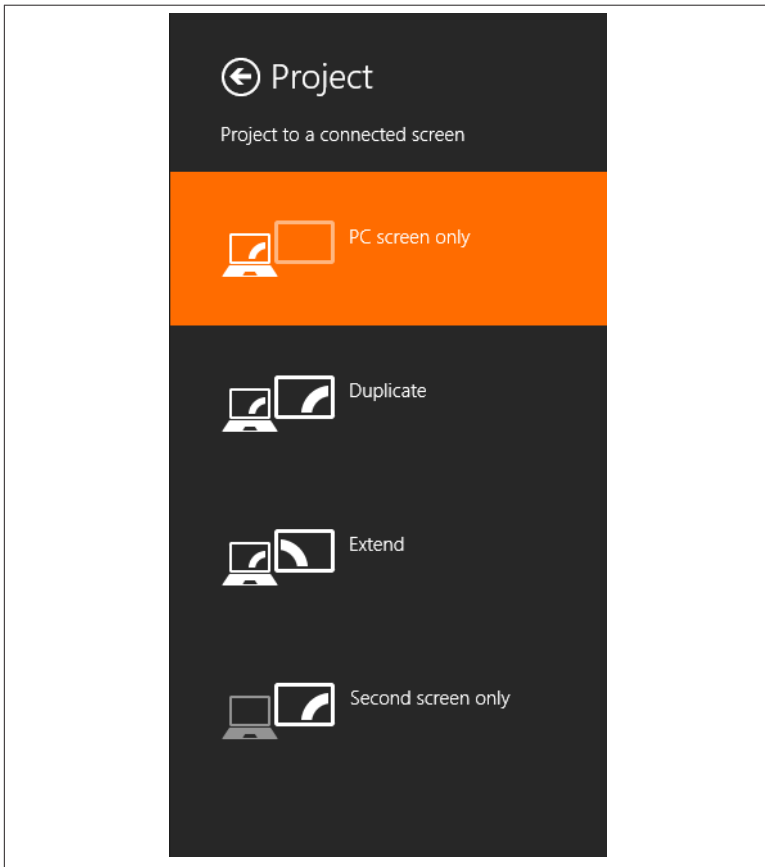 Project
Project to a connected screen
PC screen only
Duplicate
Extend
Second screen only